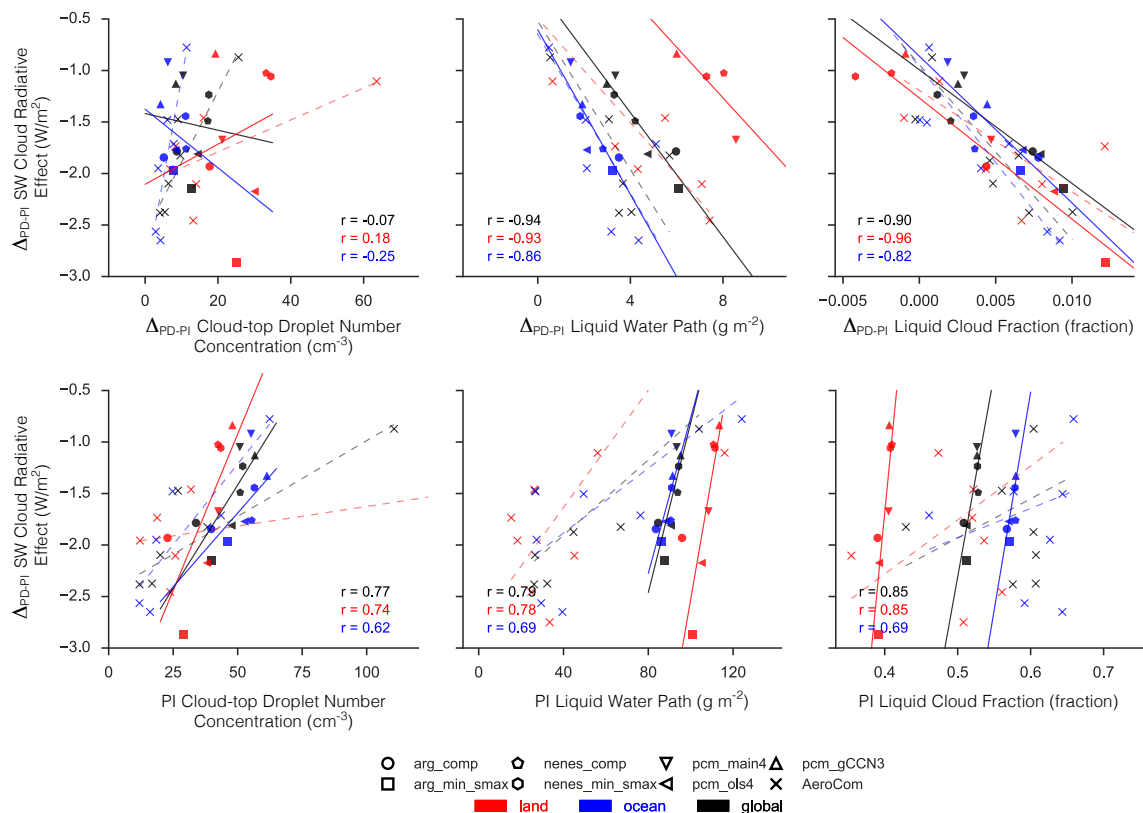 −0.5
−1.0
−1.5
−2.0
−2.5
−3.0
ΔPD-PI SW Cloud Radiative
Effect (W/m²)
r = -0.07
r = 0.18
r = -0.25
0 20 40 60
ΔPD-PI Cloud-top Droplet Number
Concentration (cm-3)
r = -0.94
r = -0.93
r = -0.86
0 4 8
ΔPD-PI Liquid Water Path (g m-2)
r = -0.90
r = -0.96
r = -0.82
−0.005 0.000 0.005 0.010
ΔPD-PI Liquid Cloud Fraction (fraction)
−0.5
−1.0
−1.5
−2.0
−2.5
−3.0
ΔPD-PI SW Cloud Radiative
Effect (W/m²)
r = 0.77
r = 0.74
r = 0.62
0 25 50 75 100
PI Cloud-top Droplet Number
Concentration (cm-3)
r = 0.79
r = 0.78
r = 0.69
0 40 80 120
PI Liquid Water Path (g m-2)
r = 0.85
r = 0.85
r = 0.69
0.4 0.5 0.6 0.7
PI Liquid Cloud Fraction (fraction)
arg_comp nenes_comp pcm_main4 pcm_gCCN3
arg_min_smax nenes_min_smax pcm_ols4 AeroCom
land ocean global